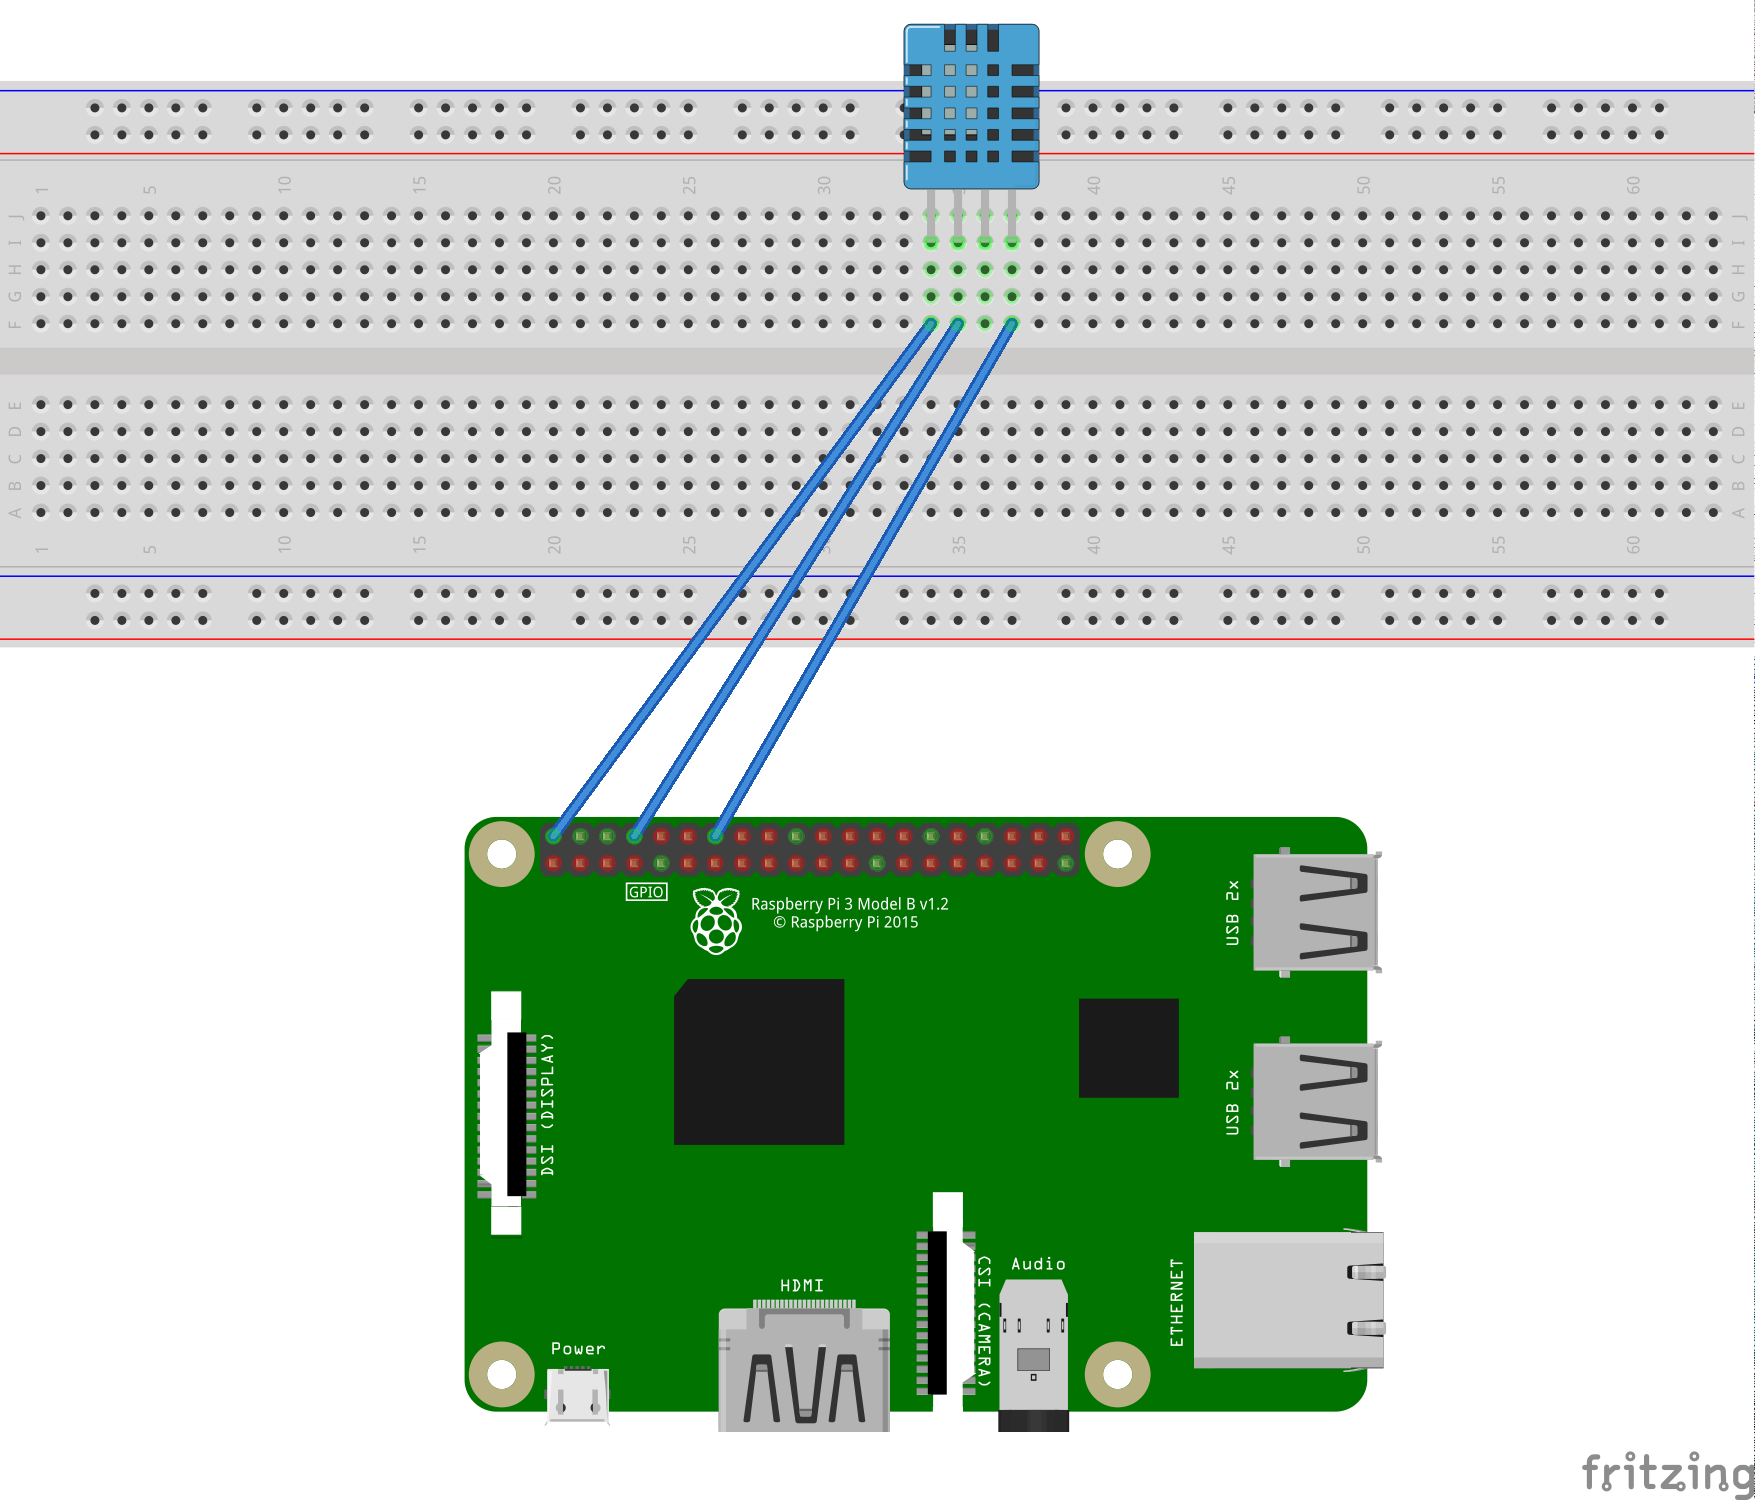 1 5 10 15 20 25 30 40 45 50 55 60
J J
I I
H H
G G
F F
E E
D D
C C
B B
A A
1 5 10 15 20 25 35 40 45 50 55 60
GPIO
Raspberry Pi 3 Model B v1.2
© Raspberry Pi 2015
USB 2x
DSI (DISPLAY)
USB 2x
CSI (CAMERA)
Audio
ETHERNET
HDMI
Power
fritzing